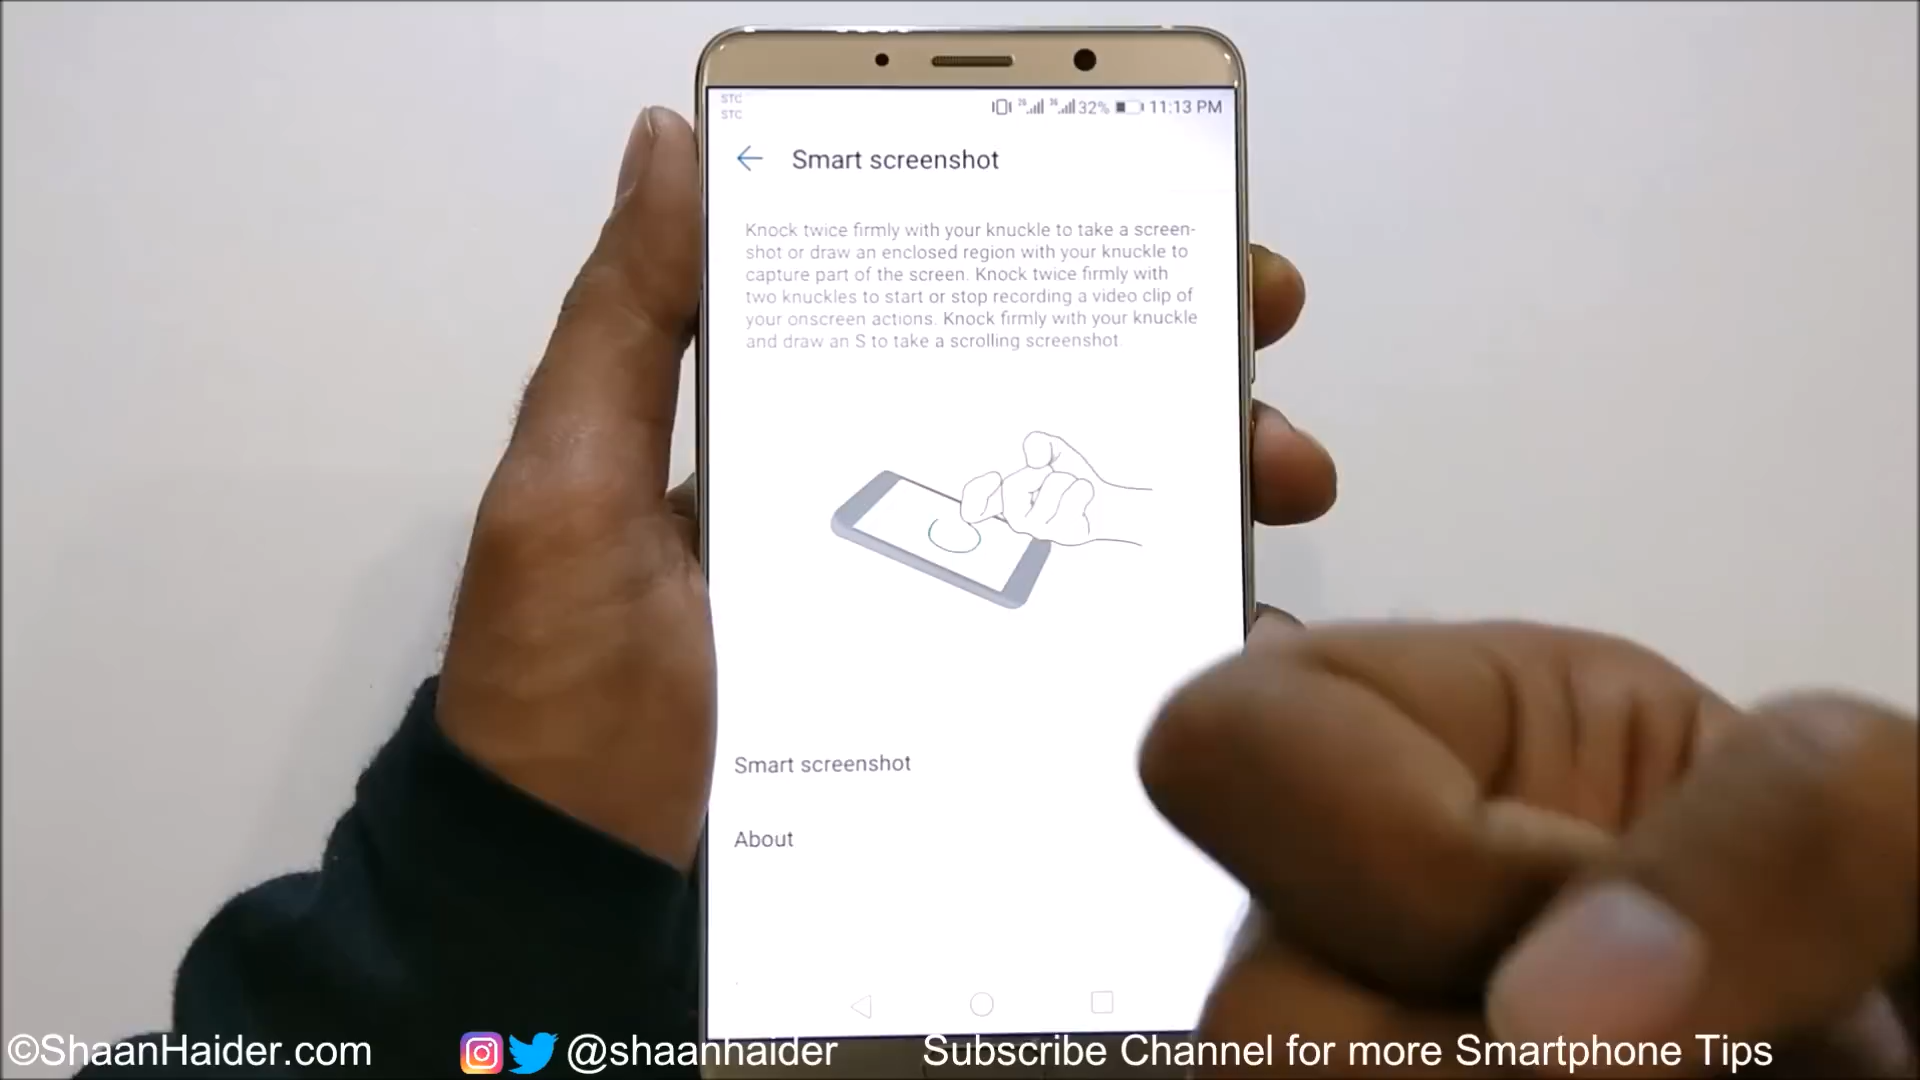 STC
STC
2G 3G 32% 11:13 PM
Smart screenshot
Knock twice firmly with your knuckle to take a screen-
shot or draw an enclosed region with your knuckle to
capture part of the screen. Knock twice firmly with
two knuckles to start or stop recording a video clip of
your onscreen actions. Knock firmly with your knuckle
and draw an S to take a scrolling screenshot.
Smart screenshot
About
©ShaanHaider.com @shaanhaider Subscribe Channel for more Smartphone Tips